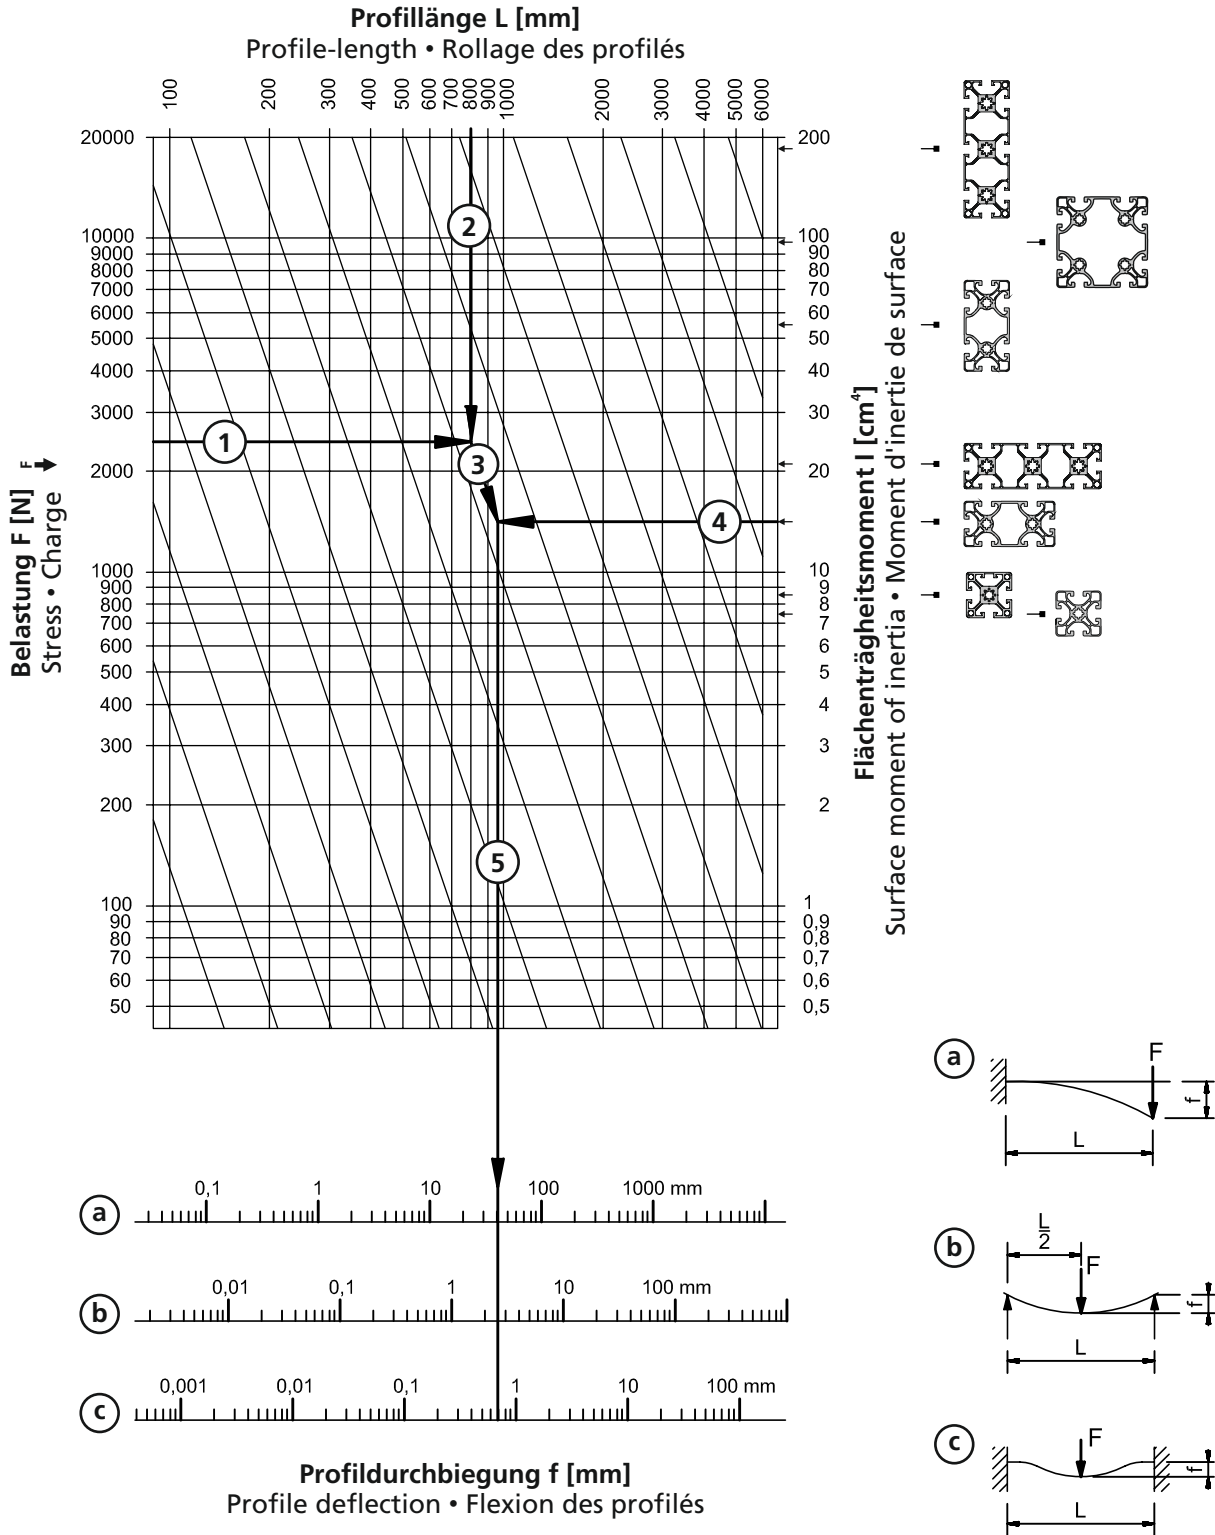 Profillänge L [mm]
Profile-length • Rollage des profilés
100 200 300 400 500 600 700 800 900 1000 2000 3000 4000 5000 6000
20000
10000
9000
8000
7000
6000
5000
4000
3000
2000
1000
900
800
700
600
500
400
300
200
100
90
80
70
60
50
Belastung F [N]
Stress • Charge
F
1
2
3
4
5
200
100
90
80
70
60
50
40
30
20
10
9
8
7
6
5
4
3
2
1
0,9
0,8
0,7
0,6
0,5
Flächenträgheitsmoment I [cm⁴]
Surface moment of inertia • Moment d'inertie de surface
a
0,1 1 10 100 1000 mm
b
0,01 0,1 1 10 100 mm
c
0,001 0,01 0,1 1 10 100 mm
Profildurchbiegung f [mm]
Profile deflection • Flexion des profilés
a
F
f
L
b
L
2
F
f
L
c
F
f
L